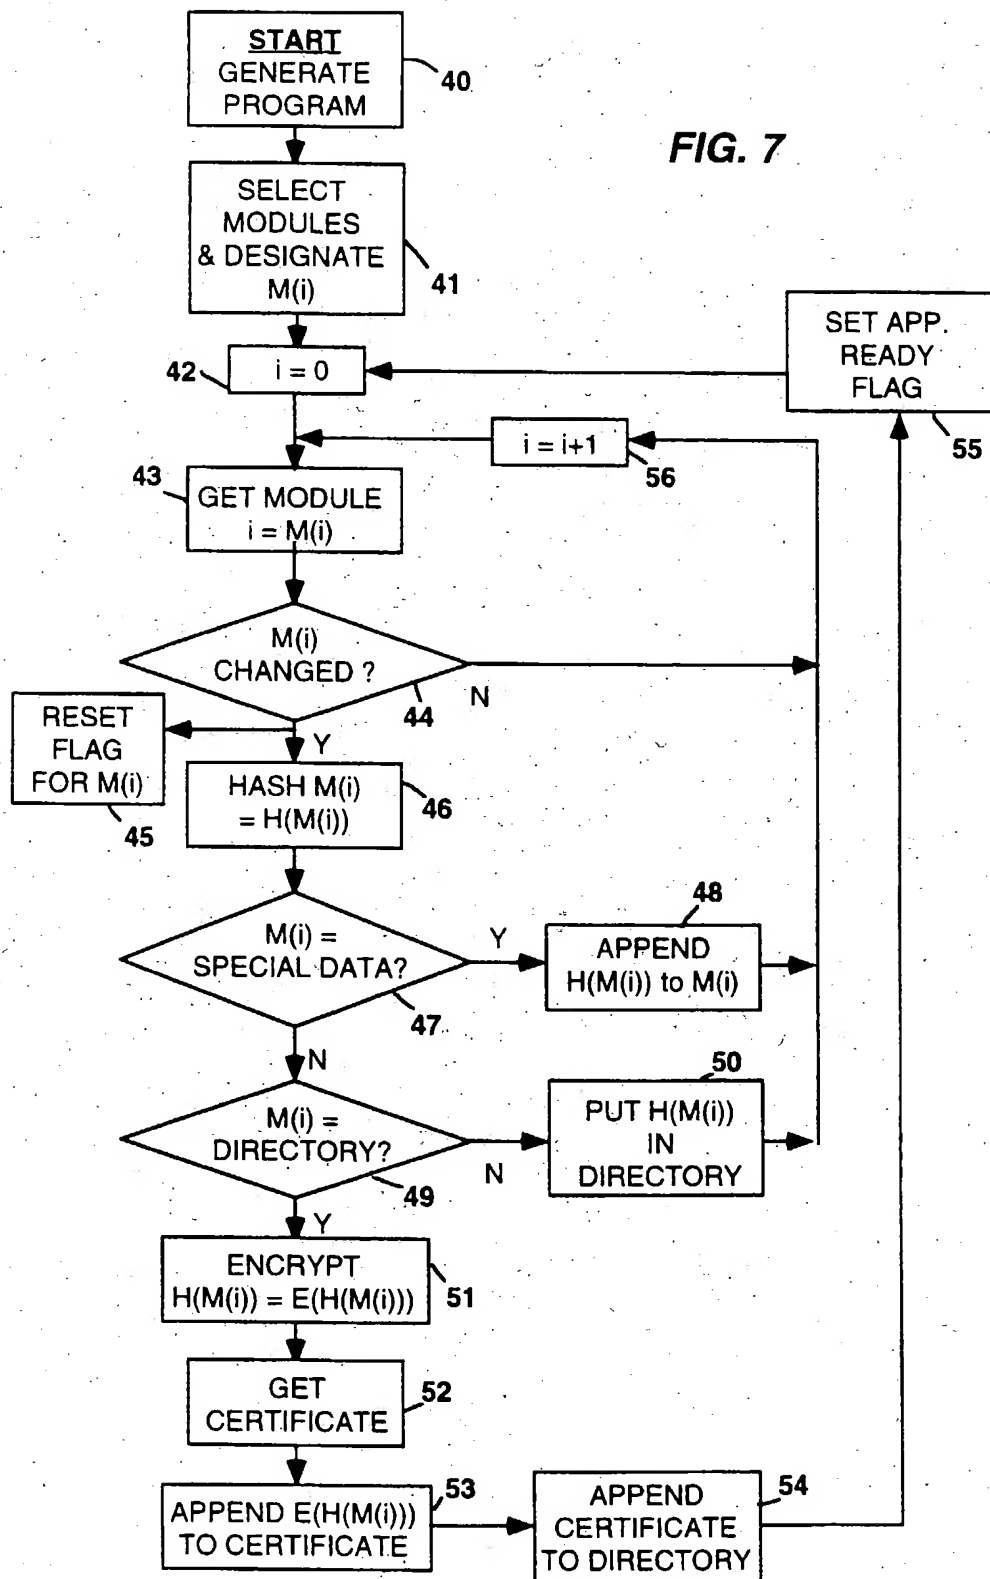 START
GENERATE
PROGRAM
40
FIG. 7
SELECT
MODULES
& DESIGNATE
M(i)
41
SET APP.
READY
FLAG
55
42
i = 0
i = i+1
56
43
GET MODULE
i = M(i)
M(i)
CHANGED ?
44
N
Y
RESET
FLAG
FOR M(i)
45
HASH M(i)
= H(M(i))
46
M(i) =
SPECIAL DATA?
47
Y
N
48
APPEND
H(M(i)) to M(i)
M(i) =
DIRECTORY?
49
N
Y
50
PUT H(M(i))
IN
DIRECTORY
ENCRYPT
H(M(i)) = E(H(M(i)))
51
GET
CERTIFICATE
52
APPEND E(H(M(i)))
TO CERTIFICATE
53
APPEND
CERTIFICATE
TO DIRECTORY
54